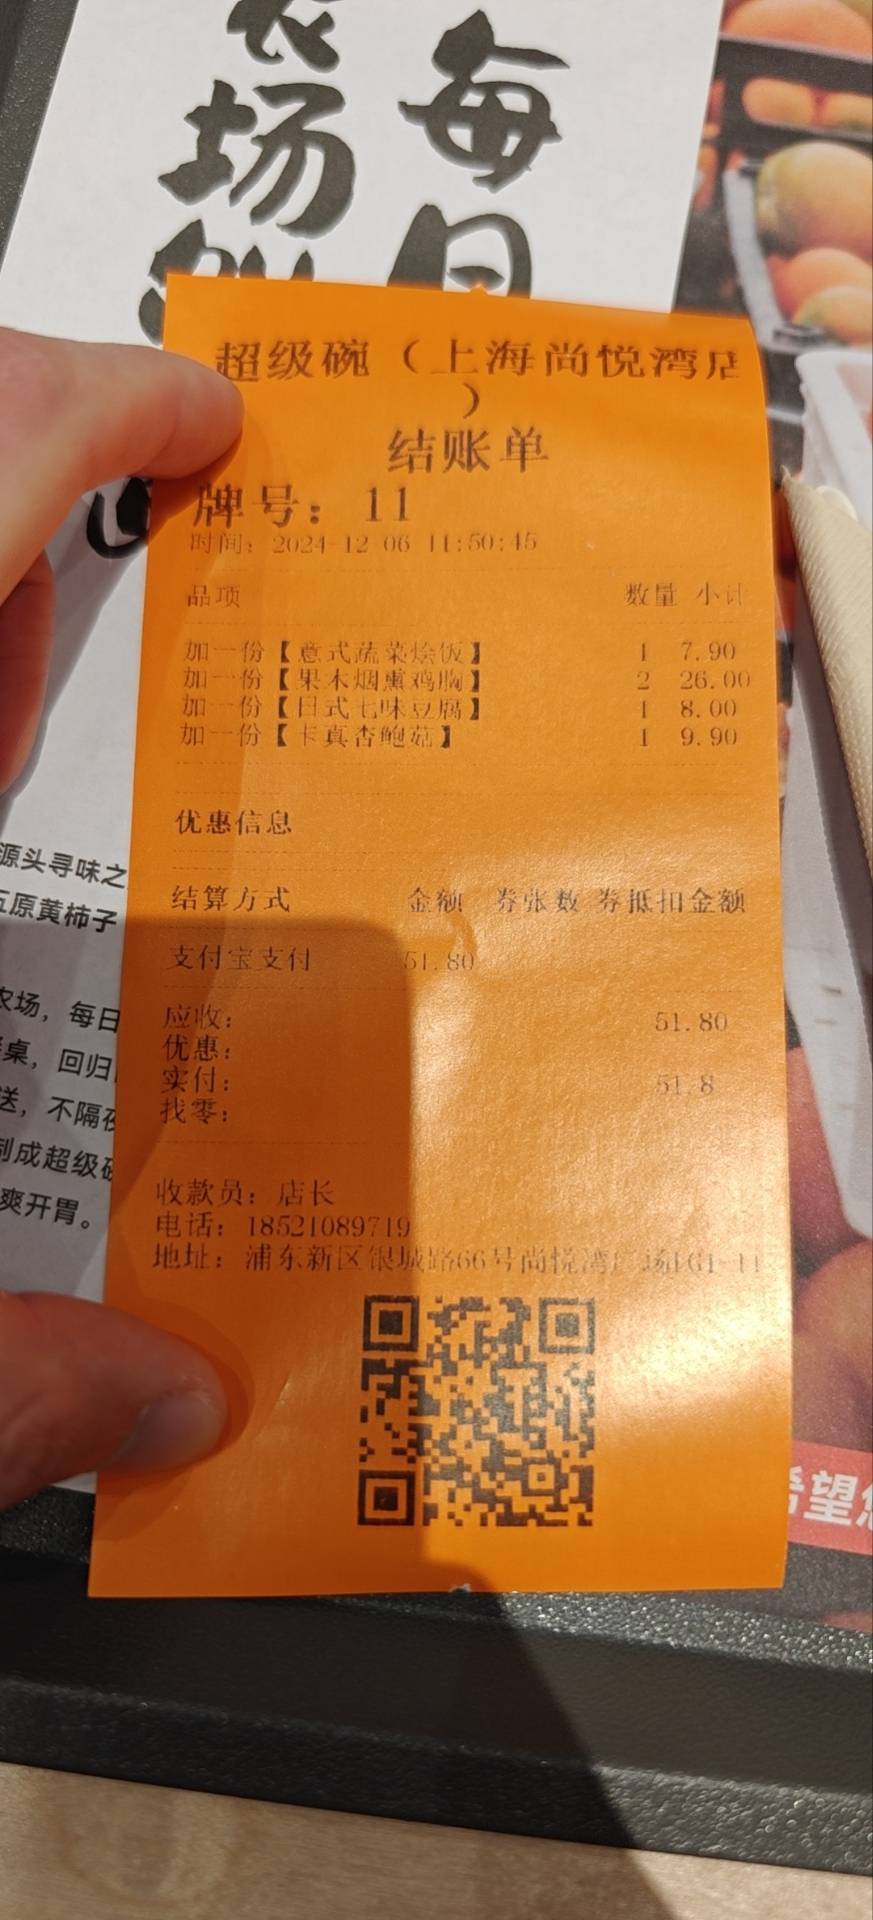 每日
农场鲜
超级碗（上海尚悦湾店
）
结账单
牌号：11
时间：2024-12-06 11:50:45
品项 数量 小计
加一份【意式蔬菜烩饭】 1 7.90
加一份【果木烟熏鸡胸】 2 26.00
加一份【日式七味豆腐】 1 8.00
加一份【卡真杏鲍菇】 1 9.90
优惠信息
结算方式 金额 券张数 券抵扣金额
支付宝支付 51.80
应收： 51.80
优惠：
实付： 51.8
找零：
收款员：店长
电话：18521089719
地址：浦东新区银城路66号尚悦湾广场LG1-11
源头寻味之
五原黄柿子
农场，每日
桌，回归
送，不隔夜
制成超级碗
爽开胃。
希望您